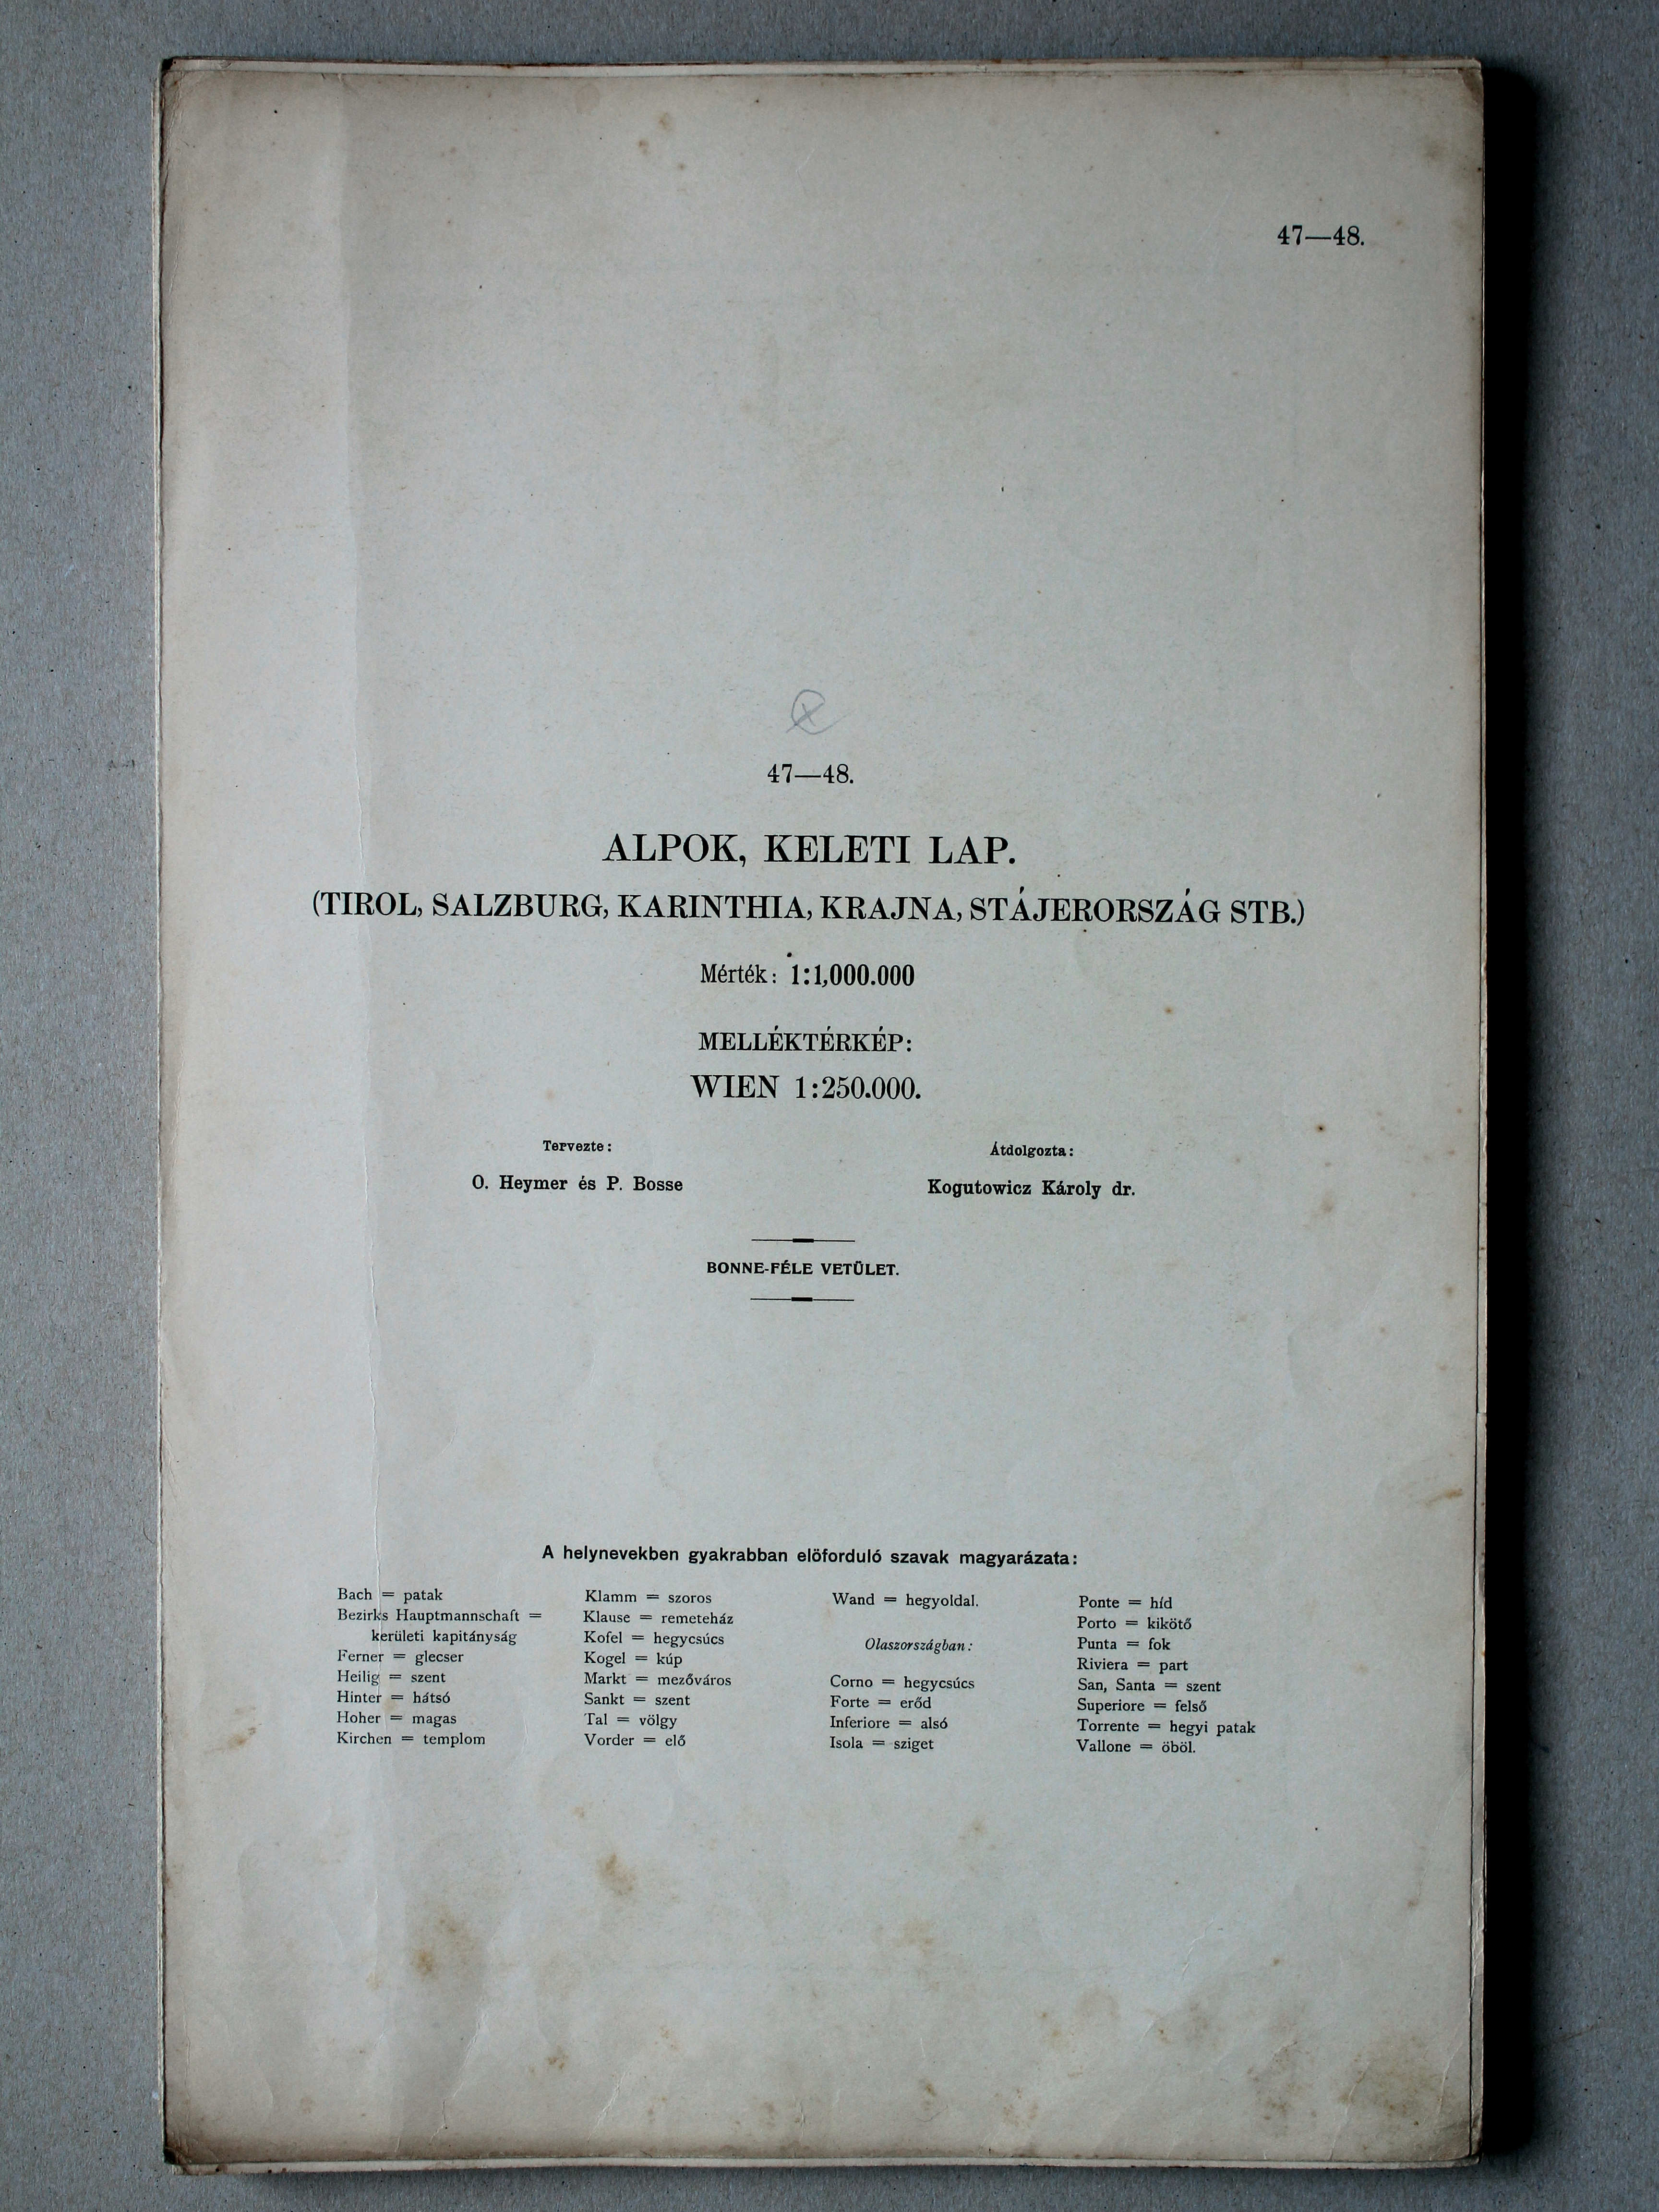 47—48.
47—48.
ALPOK, KELETI LAP.
(TIROL, SALZBURG, KARINTHIA, KRAJNA, STÁJERORSZÁG STB.)
Mérték: 1:1,000.000
MELLÉKTÉRKÉP:
WIEN 1:250.000.
Tervezte:
O. Heymer és P. Bosse
Átdolgozta:
Kogutowicz Károly dr.
BONNE-FÉLE VETÜLET.
A helynevekben gyakrabban előforduló szavak magyarázata:
Bach = patak
Bezirks Hauptmannschaft =
kerületi kapitányság
Ferner = glecser
Heilig = szent
Hinter = hátsó
Hoher = magas
Kirchen = templom
Klamm = szoros
Klause = remeteház
Kofel = hegycsúcs
Kogel = kúp
Markt = mezőváros
Sankt = szent
Tal = völgy
Vorder = elő
Wand = hegyoldal.
Olaszországban:
Corno = hegycsúcs
Forte = erőd
Inferiore = alsó
Isola = sziget
Ponte = híd
Porto = kikötő
Punta = fok
Riviera = part
San, Santa = szent
Superiore = felső
Torrente = hegyi patak
Vallone = öböl.